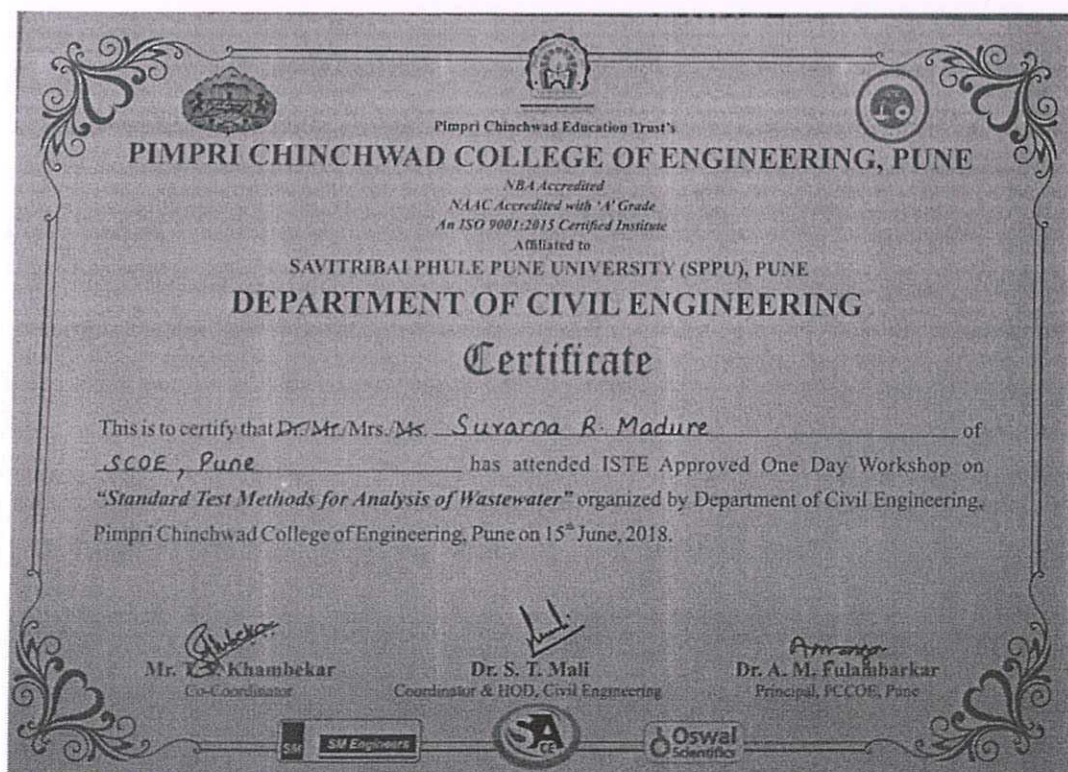 Pimpri Chinchwad Education Trust's
PIMPRI CHINCHWAD COLLEGE OF ENGINEERING, PUNE
NBA Accredited
NAAC Accredited with 'A' Grade
An ISO 9001:2015 Certified Institute
Affiliated to
SAVITRIBAI PHULE PUNE UNIVERSITY (SPPU), PUNE
DEPARTMENT OF CIVIL ENGINEERING
Certificate
This is to certify that Dr./Mr./Mrs./Ms. Suvarna R. Madure of
SCOE, Pune has attended ISTE Approved One Day Workshop on
"Standard Test Methods for Analysis of Wastewater" organized by Department of Civil Engineering,
Pimpri Chinchwad College of Engineering, Pune on 15th June, 2018.
Mr. Khambekar Dr. S. T. Mali Dr. A. M. Fulambarkar
Co-Coordinator Coordinator & HOD, Civil Engineering Principal, PCCOE, Pune
SM Engineers SACE Oswal
Scientifics